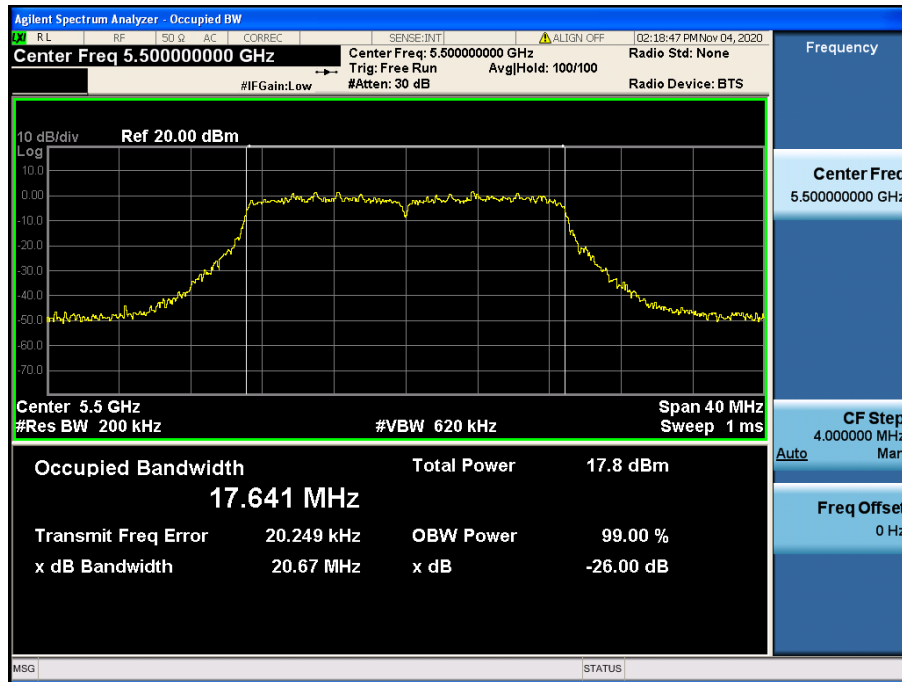 Agilent Spectrum Analyzer - Occupied BW
LXI RL RF 50 Ω AC CORREC SENSE:INT ALIGN OFF 02:18:47 PM Nov 04, 2020
Center Freq 5.500000000 GHz
Center Freq: 5.500000000 GHz Radio Std: None
Trig: Free Run Avg|Hold: 100/100
#IFGain:Low #Atten: 30 dB Radio Device: BTS
Frequency
10 dB/div Ref 20.00 dBm
Log
10.0
0.00
-10.0
-20.0
-30.0
-40.0
-50.0
-60.0
-70.0
Center 5.5 GHz Span 40 MHz
#Res BW 200 kHz #VBW 620 kHz Sweep 1 ms
Occupied Bandwidth Total Power 17.8 dBm
17.641 MHz
Transmit Freq Error 20.249 kHz OBW Power 99.00 %
x dB Bandwidth 20.67 MHz x dB -26.00 dB
Center Freq
5.500000000 GHz
CF Step
4.000000 MHz
Auto Man
Freq Offset
0 Hz
MSG STATUS